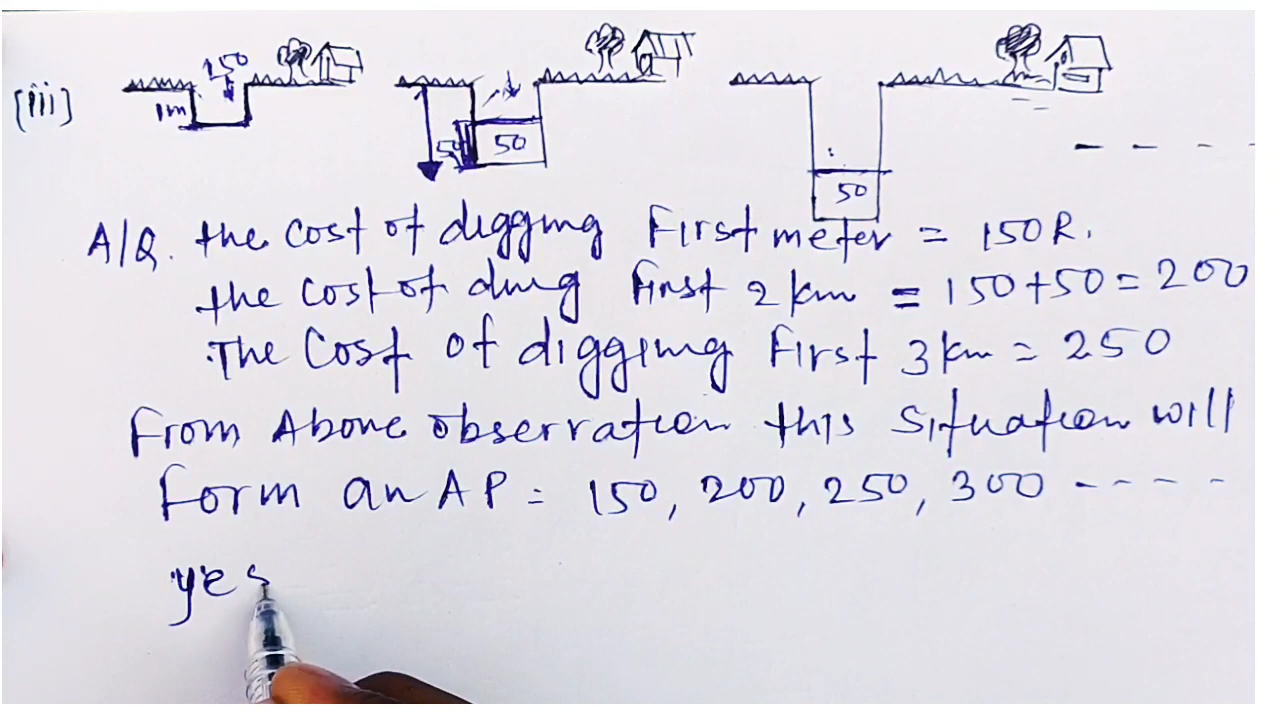 [iii]
150
1m
50
50
50
A/Q. the cost of digging First meter = 150 R.
the cost of ding first 2 km = 150+50=200
The Cost of digging First 3 km = 250
From Above observation this situation will
Form an AP = 150, 200, 250, 300 - - - -
yes